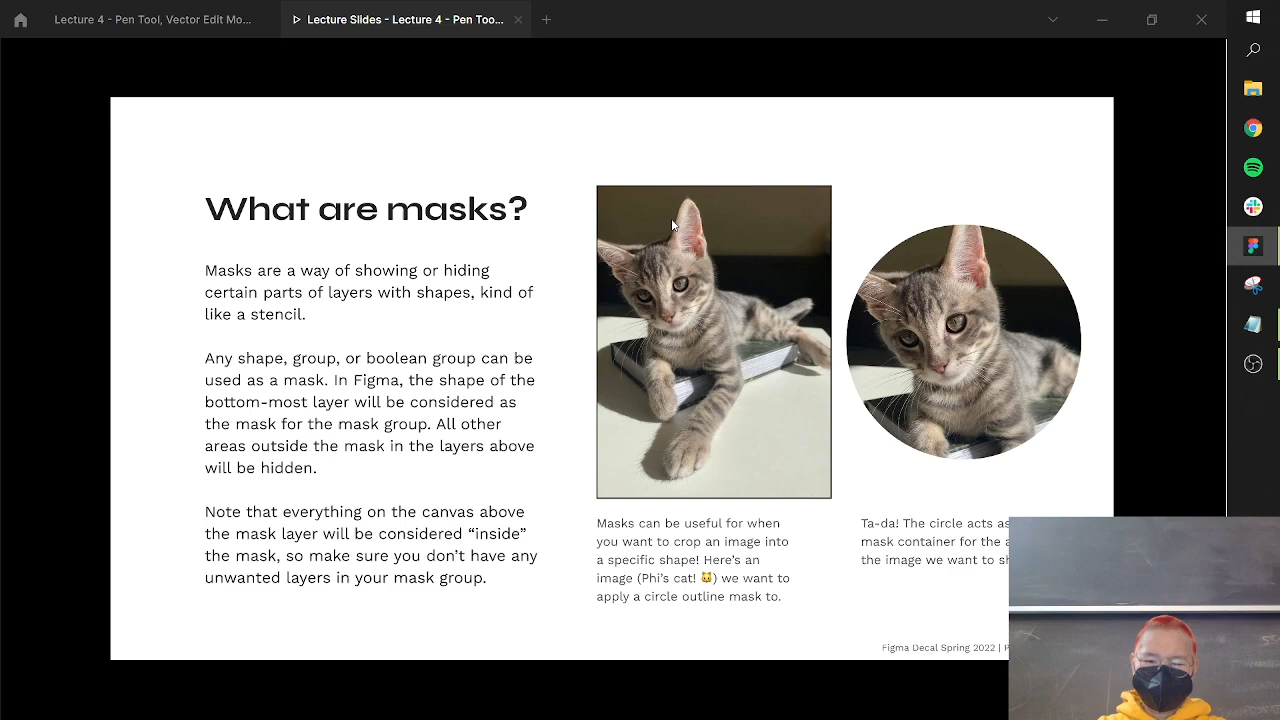 Lecture 4 - Pen Tool, Vector Edit Mo...
Lecture Slides - Lecture 4 - Pen Too...
What are masks?
Masks are a way of showing or hiding
certain parts of layers with shapes, kind of
like a stencil.
Any shape, group, or boolean group can be
used as a mask. In Figma, the shape of the
bottom-most layer will be considered as
the mask for the mask group. All other
areas outside the mask in the layers above
will be hidden.
Note that everything on the canvas above
the mask layer will be considered “inside”
the mask, so make sure you don’t have any
unwanted layers in your mask group.
Masks can be useful for when
you want to crop an image into
a specific shape! Here’s an
image (Phi’s cat! 🐱) we want to
apply a circle outline mask to.
Ta-da! The circle acts as
mask container for the
the image we want to
Figma Decal Spring 2022 |